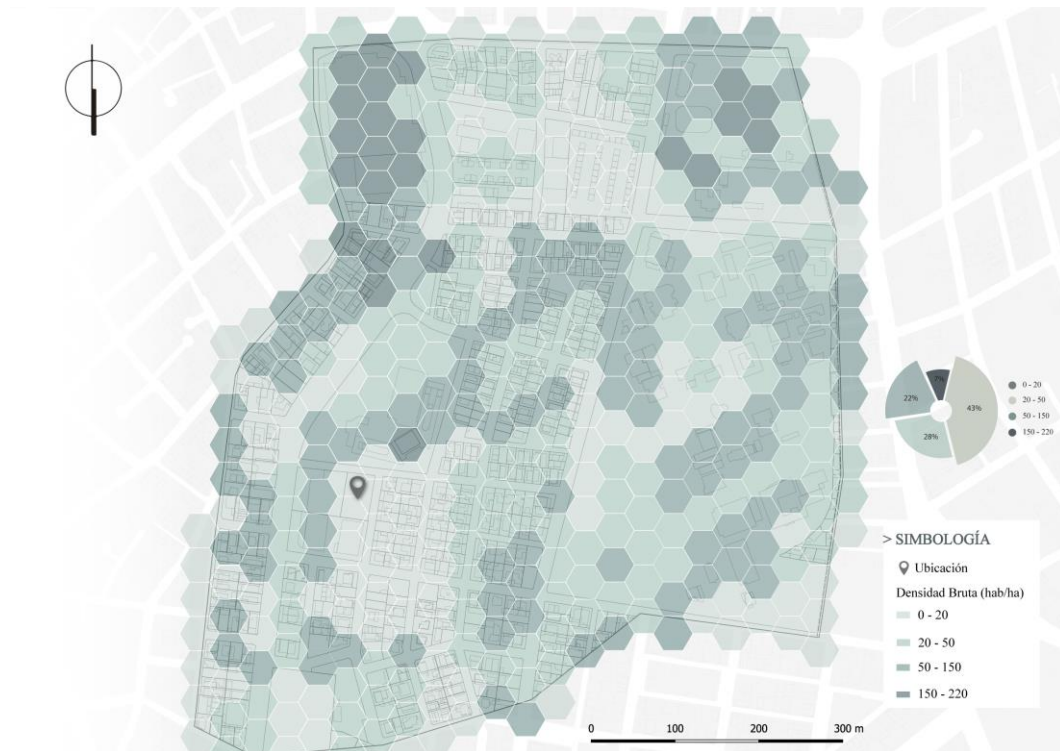 7%
22%
43%
28%
0 - 20
20 - 50
50 - 150
150 - 220
> SIMBOLOGÍA
Ubicación
Densidad Bruta (hab/ha)
0 - 20
20 - 50
50 - 150
150 - 220
0 100 200 300 m